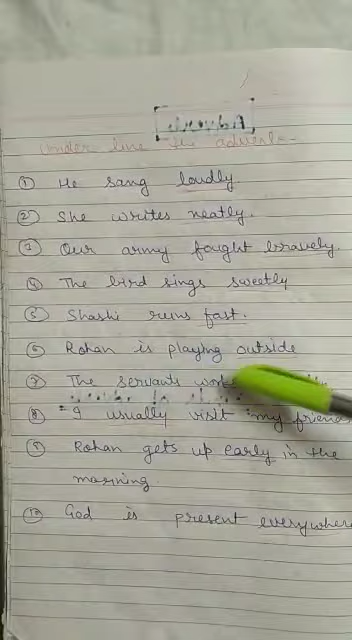 Adverb
Under line the adverb-
① He sang loudly
② She writes neatly.
③ Our army fought bravely.
④ The bird sings sweetly
⑤ Shashi runs fast.
⑥ Rohan is playing outside
⑦ The servants work
⑧ I usually visit my friend
⑨ Rohan gets up early in the
morning.
⑩ God is present everywhere